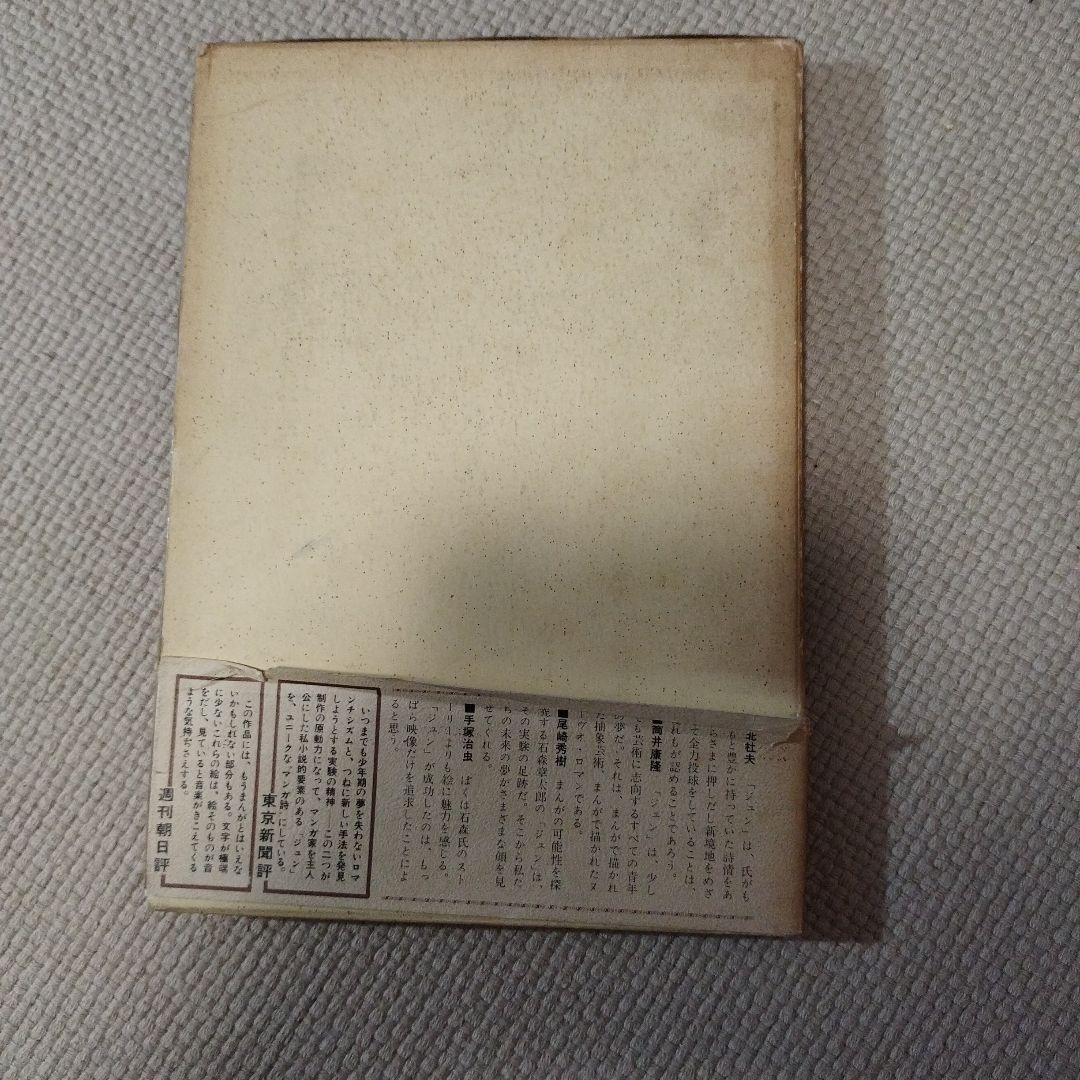 北杜夫 「ジュン」は、氏がも
もと豊かに持っていた詩情をあ
らさまに押しだし新境地をめざ
そて全力投球をしていることは、
れもが認めることであろう。
■筒井康隆 「ジュン」は、少し
でも芸術に志向するすべての青年
の夢だ。それは、まんがで描かれ
た抽象芸術、まんがで描かれたヌ
ーヴォ・ロマンである。
■尾崎秀樹 まんがの可能性を探
究する石森章太郎の「ジュン」は、
その実験の足跡だ。そこから私た
ちの未来の夢がさまざまな顔を見
せてくれる。
■手塚治虫 ぼくは石森氏のスト
ーリーよりも絵に魅力を感じる。
「ジュン」が成功したのは、もっ
ぱら映像だけを追求したことによ
ると思う。
いつまでも少年期の夢を失わないロマ
ンチシズムと、つねに新しい手法を発見
しようとする実験の精神――この二つが
制作の原動力になって、マンガ家を主人
公にした私小説的要素のある「ジュン」
を、ユニークな〝マンガ詩〟にしている。
東京新聞評
この作品には、もうまんがとはいえな
いかもしれない部分もある。文字が極端
に少ないこれらの絵は、絵そのものが音
をだし、見ていると音楽がきこえてくる
ような気持ちさえする。
週刊朝日評